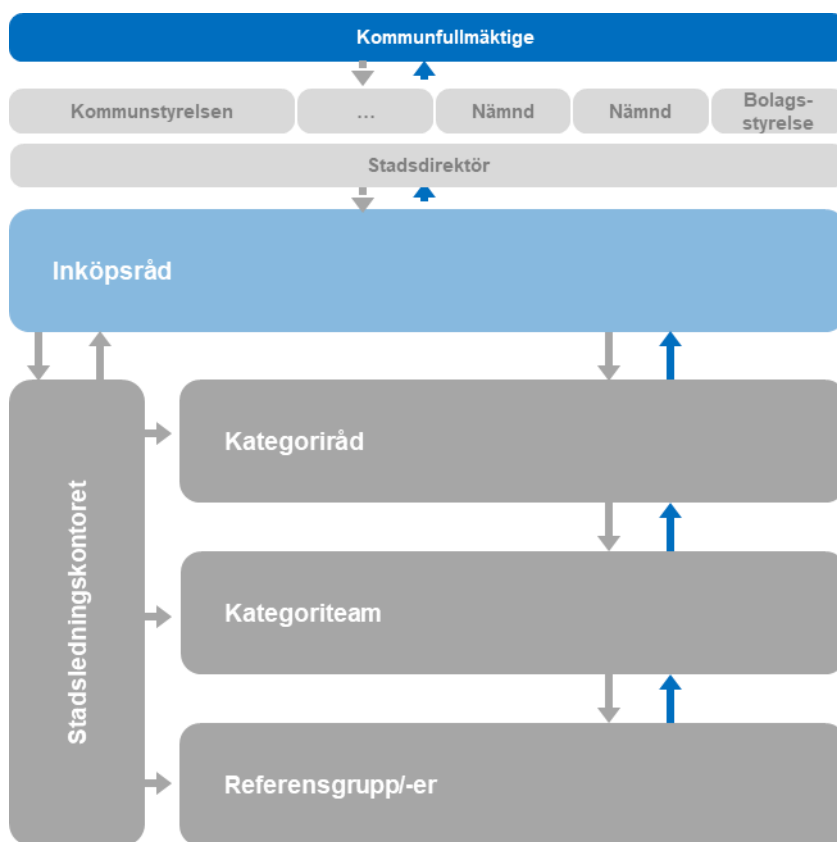 Kommunfullmäktige
Kommunstyrelsen
...
Nämnd
Nämnd
Bolags-
styrelse
Stadsdirektör
Inköpsråd
Stadsledningskontoret
Kategoriråd
Kategoriteam
Referensgrupp/-er